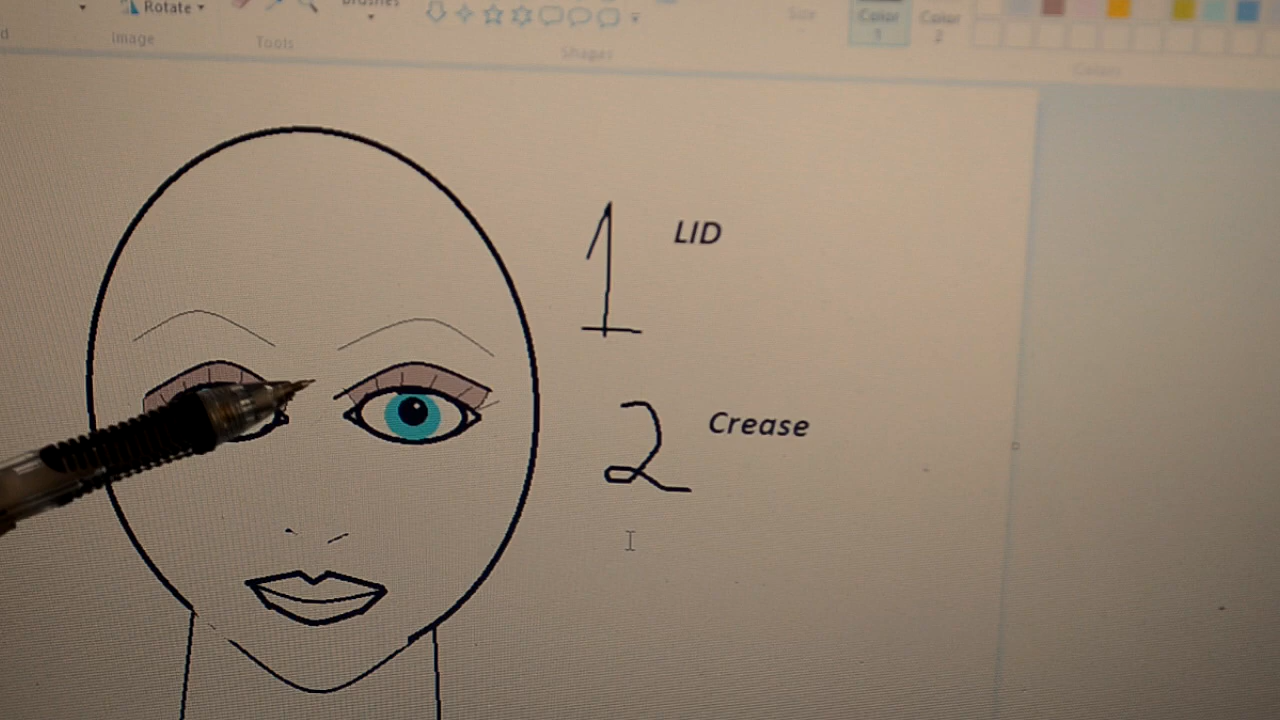 Rotate
Image
Tools
Shapes
Size
Color
1
Color
2
Colors
1 LID
2 Crease